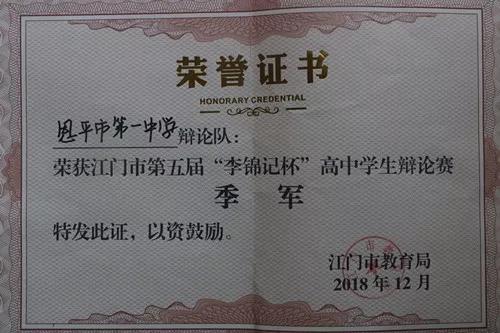 荣誉证书
HONORARY CREDENTIAL
恩平市第一中学辩论队：
荣获江门市第五届“李锦记杯”高中学生辩论赛
季军
特发此证，以资鼓励。
江门市教育局
2018年12月